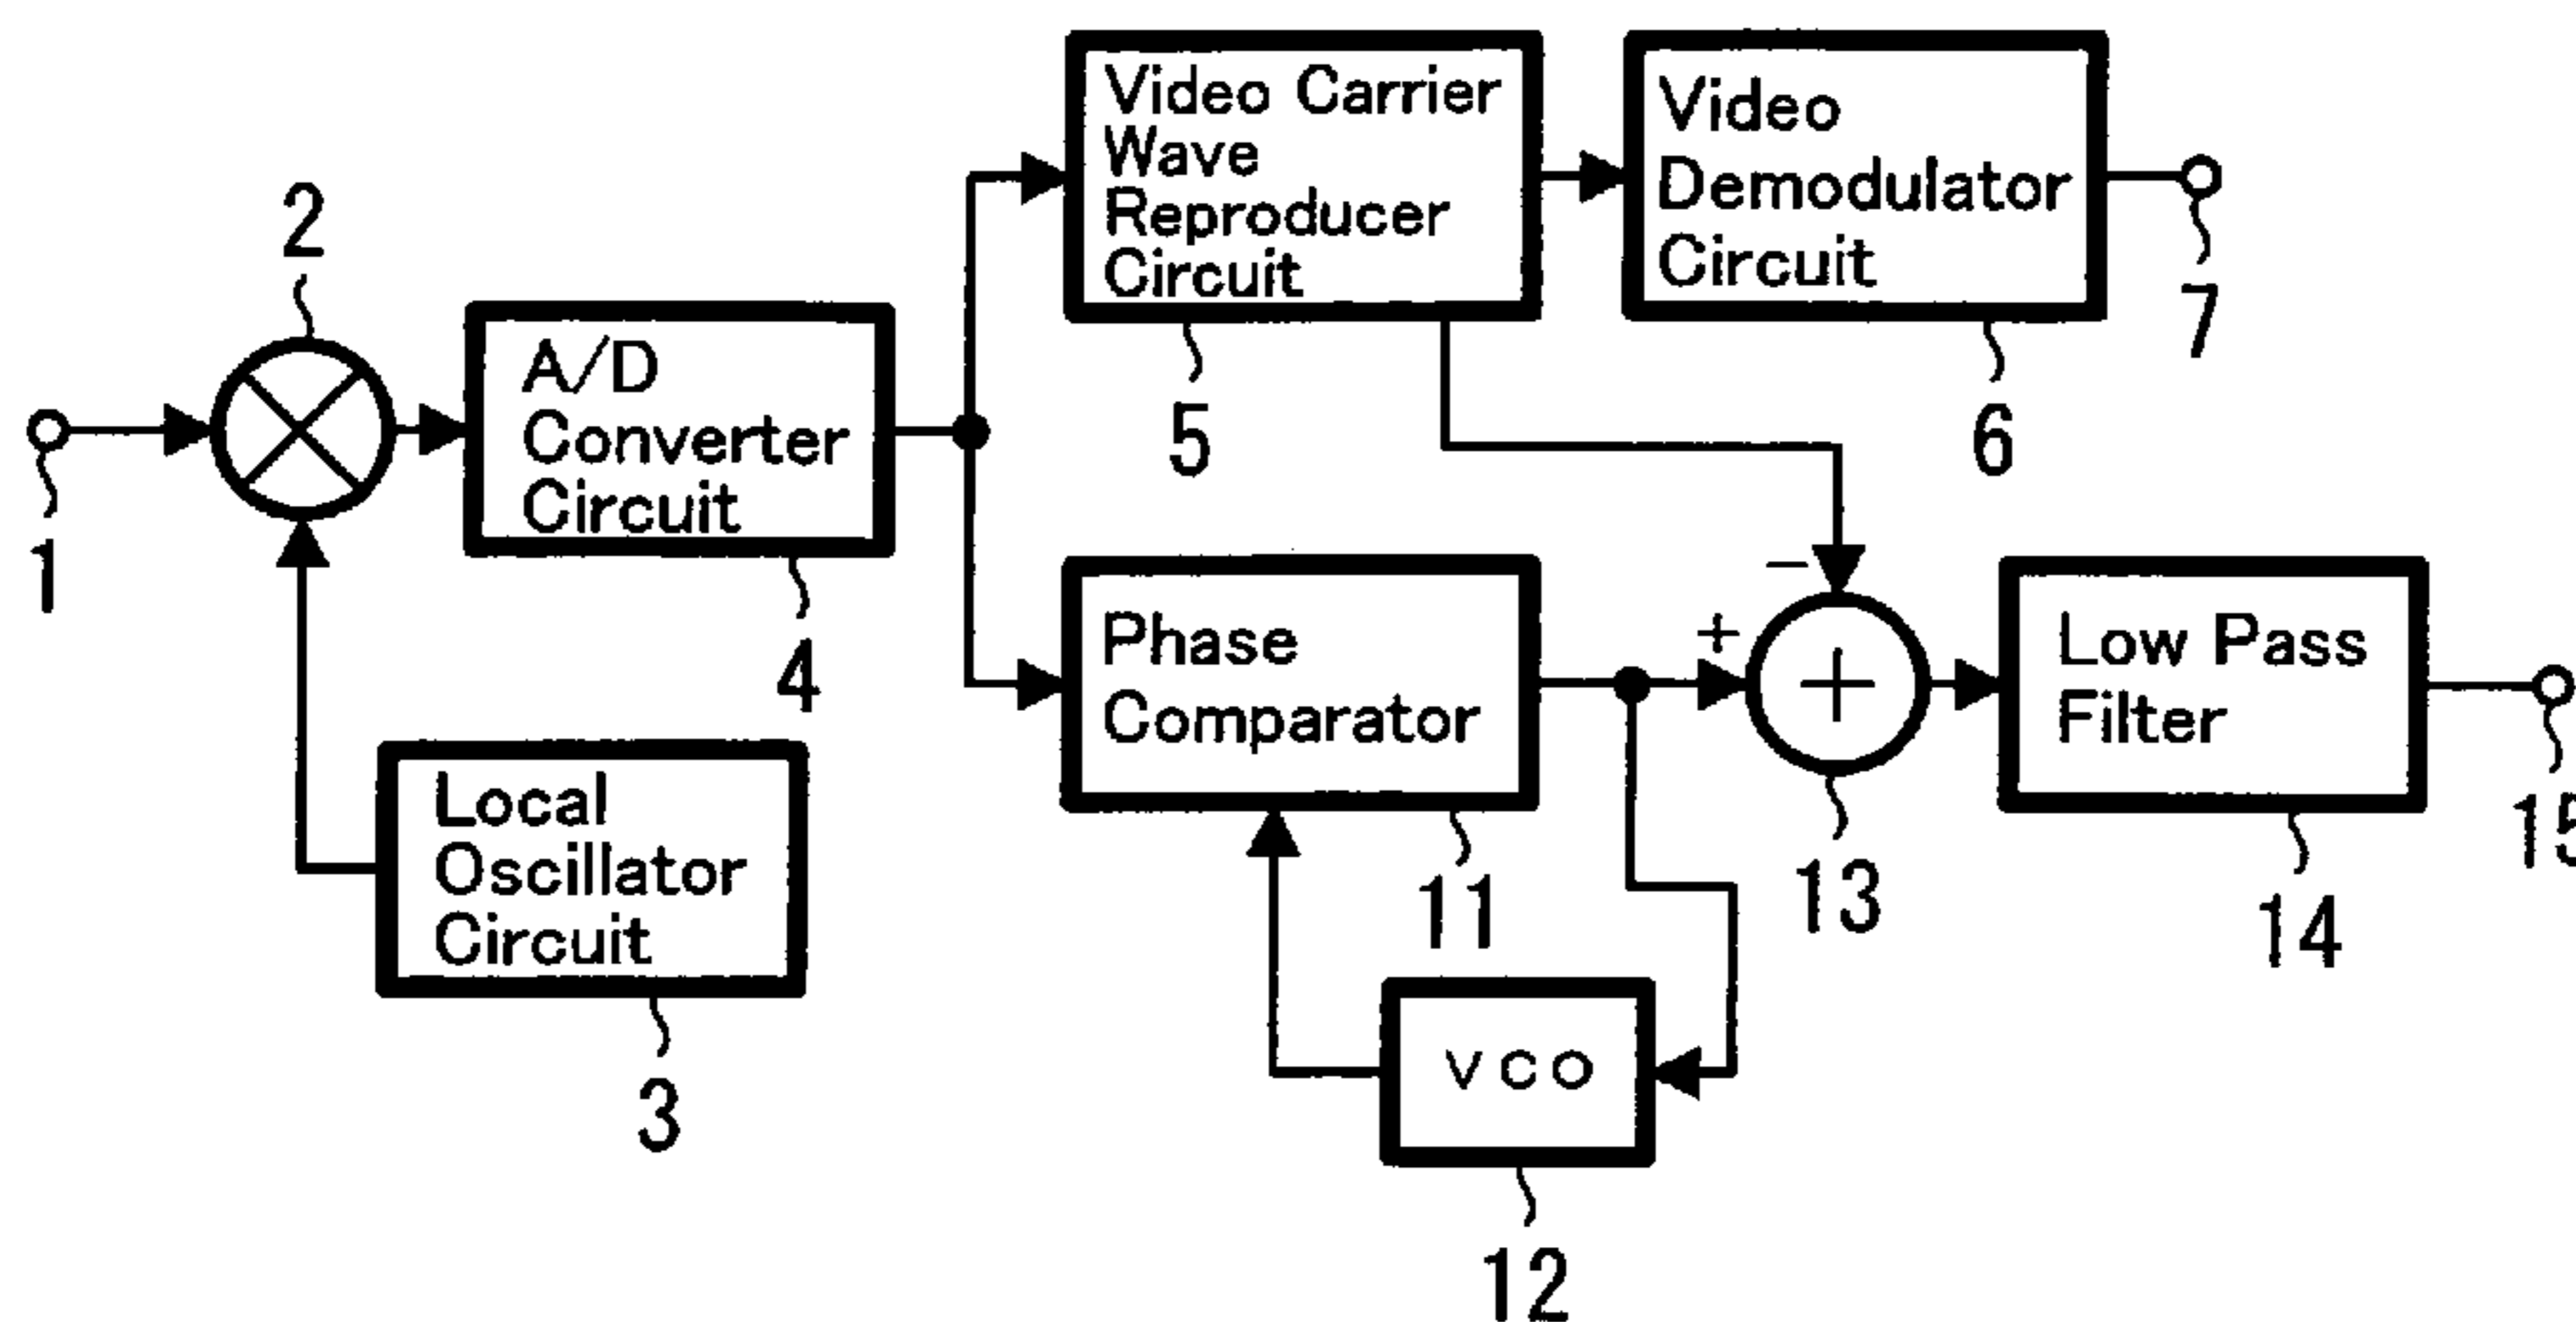 Video Carrier
Wave
Reproducer
Circuit
5
Video
Demodulator
Circuit
6
7
2
1
A/D
Converter
Circuit
4
Local
Oscillator
Circuit
3
Phase
Comparator
11
−
+
+
13
Low Pass
Filter
14
15
VCO
12